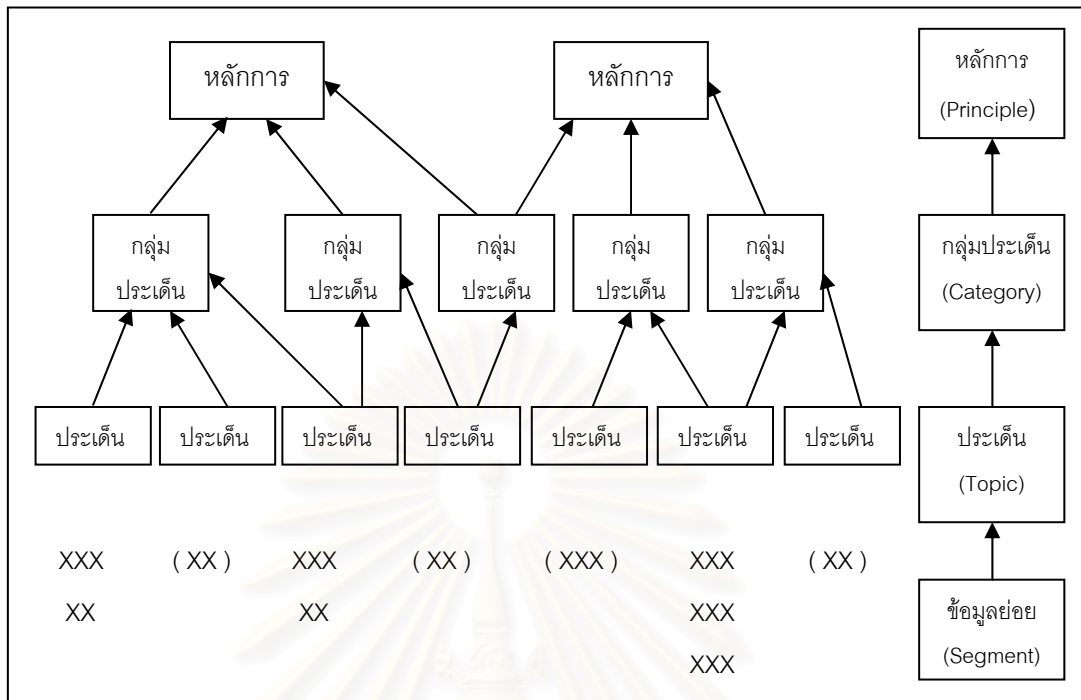 หลักการ
หลักการ
หลักการ
(Principle)
กลุ่ม
ประเด็น
กลุ่ม
ประเด็น
กลุ่ม
ประเด็น
กลุ่ม
ประเด็น
กลุ่ม
ประเด็น
กลุ่มประเด็น
(Category)
ประเด็น
ประเด็น
ประเด็น
ประเด็น
ประเด็น
ประเด็น
ประเด็น
ประเด็น
(Topic)
XXX ( XX ) XXX ( XX ) ( XXX ) XXX ( XX )
XX XX XXX
XXX
ข้อมูลย่อย
(Segment)